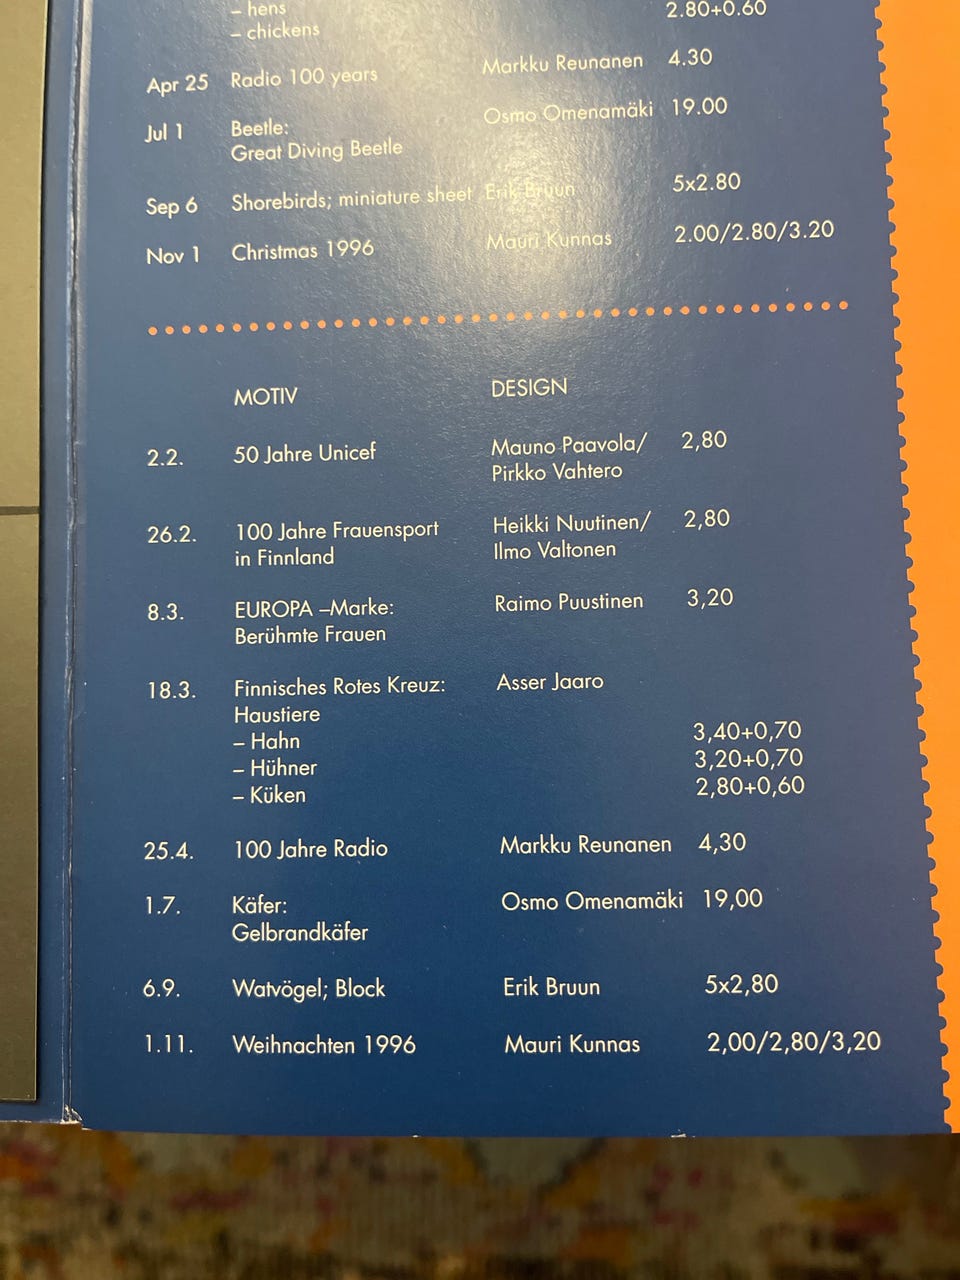 – hens 2.80+0.60
– chickens
Apr 25 Radio 100 years Markku Reunanen 4.30
Jul 1 Beetle: Osmo Omenamäki 19.00
Great Diving Beetle
Sep 6 Shorebirds; miniature sheet Erik Bruun 5x2.80
Nov 1 Christmas 1996 Mauri Kunnas 2.00/2.80/3.20
MOTIV DESIGN
2.2. 50 Jahre Unicef Mauno Paavola/ 2,80
Pirkko Vahtero
26.2. 100 Jahre Frauensport Heikki Nuutinen/ 2,80
in Finnland Ilmo Valtonen
8.3. EUROPA –Marke: Raimo Puustinen 3,20
Berühmte Frauen
18.3. Finnisches Rotes Kreuz: Asser Jaaro
Haustiere
– Hahn 3,40+0,70
– Hühner 3,20+0,70
– Küken 2,80+0,60
25.4. 100 Jahre Radio Markku Reunanen 4,30
1.7. Käfer: Osmo Omenamäki 19,00
Gelbrandkäfer
6.9. Watvögel; Block Erik Bruun 5x2,80
1.11. Weihnachten 1996 Mauri Kunnas 2,00/2,80/3,20